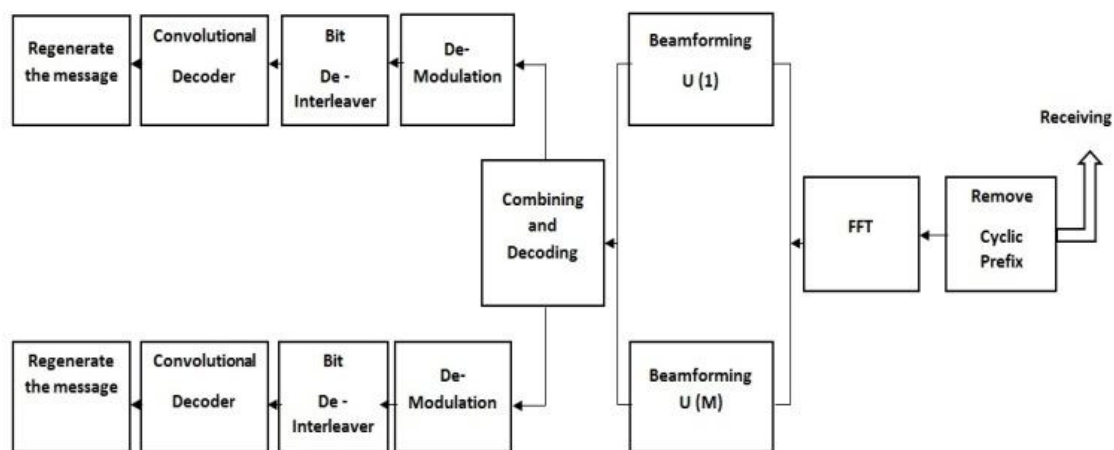 Regenerate
the message
Convolutional
Decoder
Bit
De -
Interleaver
De-
Modulation
Beamforming
U (1)
Receiving
Combining
and
Decoding
FFT
Remove
Cyclic
Prefix
Regenerate
the message
Convolutional
Decoder
Bit
De -
Interleaver
De-
Modulation
Beamforming
U (M)